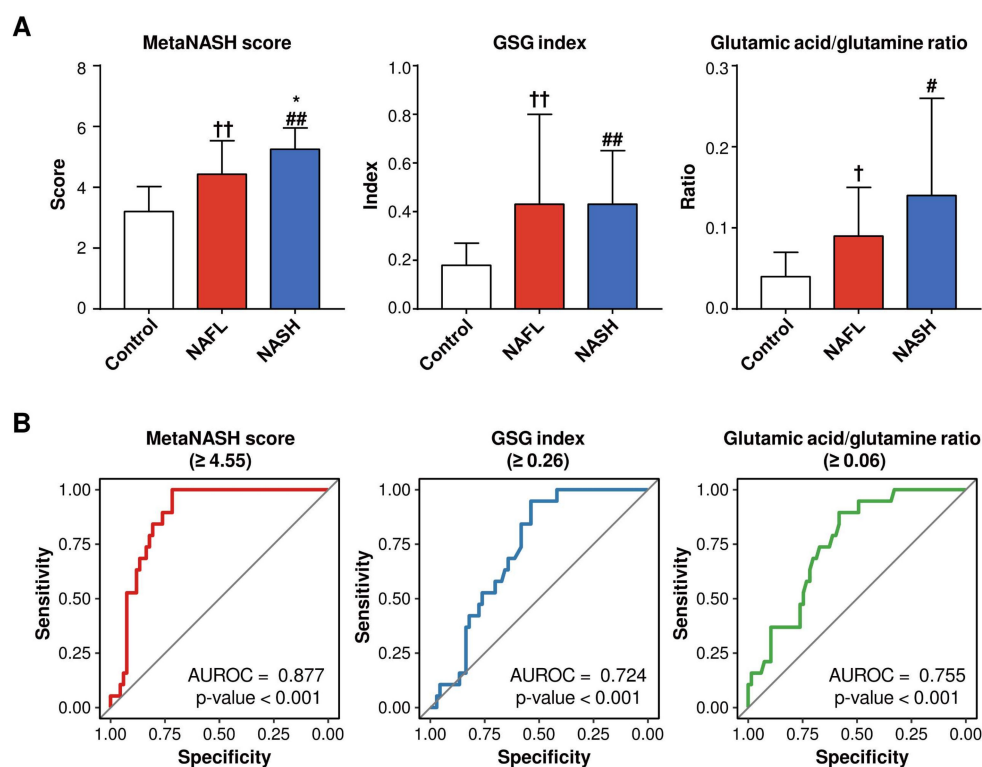 A
MetaNASH score
GSG index
Glutamic acid/glutamine ratio
8
6
4
2
0
Score
††
*
##
Control
NAFL
NASH
1.0
0.8
0.6
0.4
0.2
0.0
Index
††
##
Control
NAFL
NASH
0.3
0.2
0.1
0.0
Ratio
†
#
Control
NAFL
NASH
B
MetaNASH score
(≥ 4.55)
1.00
0.75
0.50
0.25
0.00
Sensitivity
AUROC = 0.877
p-value < 0.001
1.00 0.75 0.50 0.25 0.00
Specificity
GSG index
(≥ 0.26)
1.00
0.75
0.50
0.25
0.00
Sensitivity
AUROC = 0.724
p-value < 0.001
1.00 0.75 0.50 0.25 0.00
Specificity
Glutamic acid/glutamine ratio
(≥ 0.06)
1.00
0.75
0.50
0.25
0.00
Sensitivity
AUROC = 0.755
p-value < 0.001
1.00 0.75 0.50 0.25 0.00
Specificity